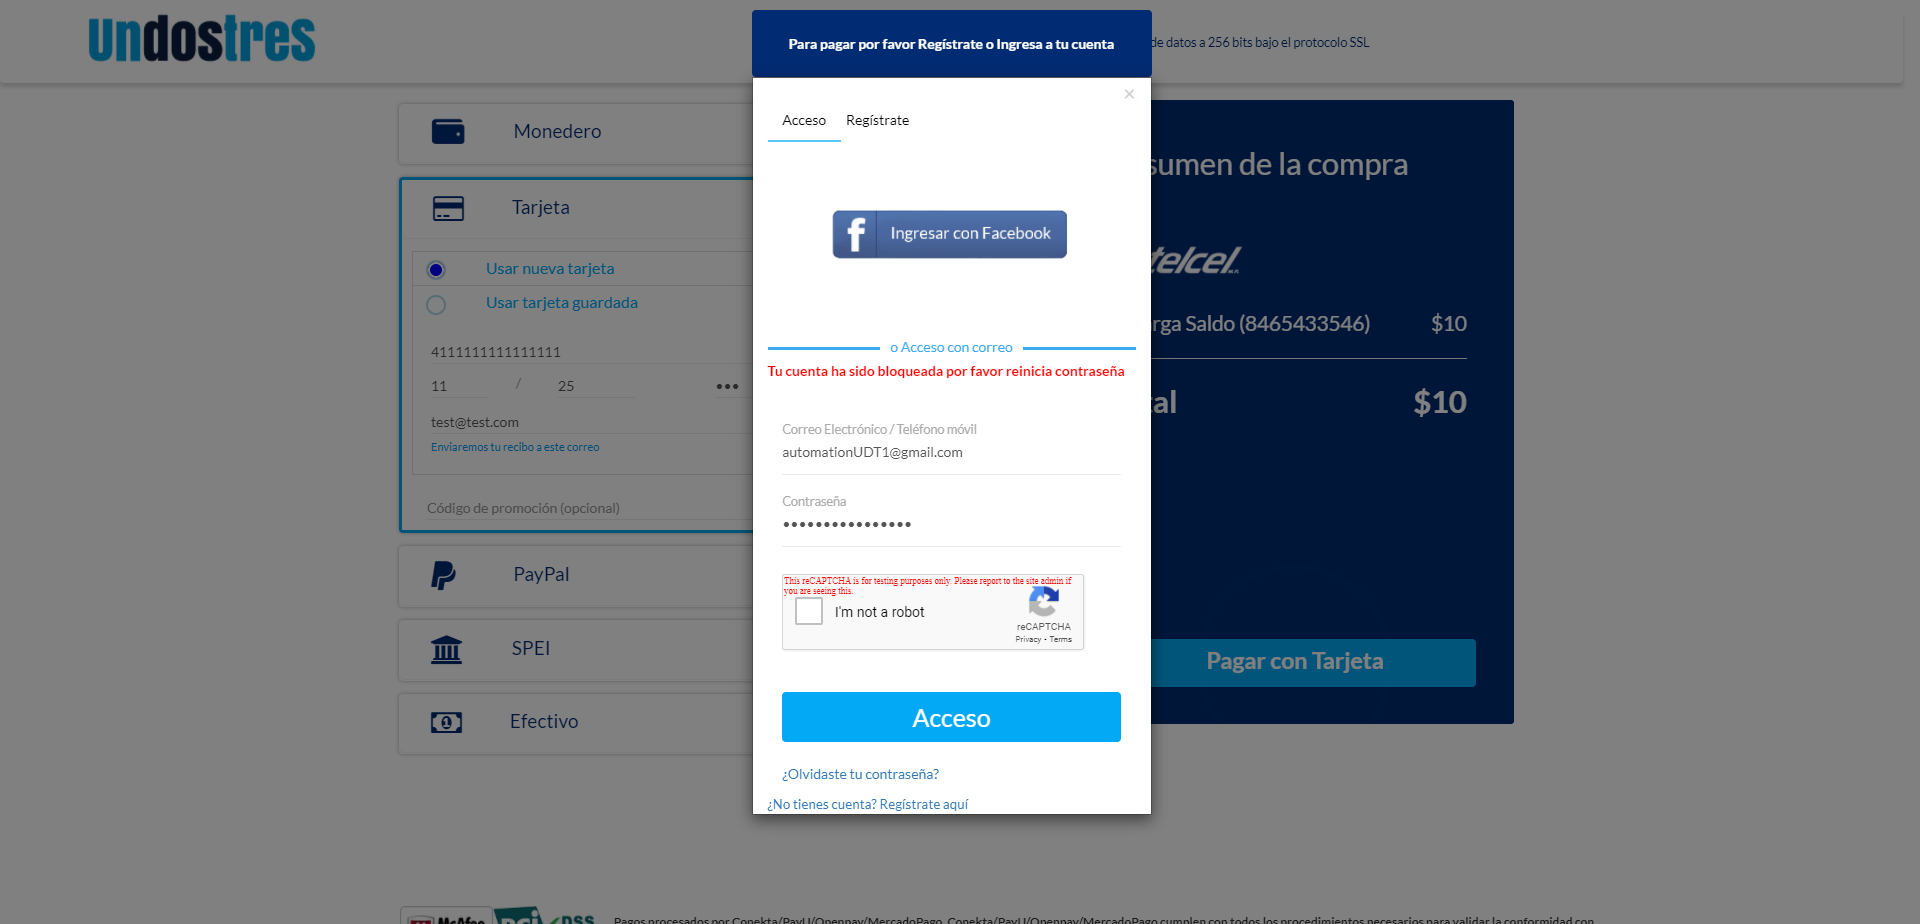 Undostres
Para pagar por favor Regístrate o Ingresa a tu cuenta
de datos a 256 bits bajo el protocolo SSL
×
Acceso
Regístrate
Ingresar con Facebook
o Acceso con correo
Tu cuenta ha sido bloqueada por favor reinicia contraseña
Correo Electrónico / Teléfono móvil
automationUDT1@gmail.com
Contraseña
••••••••••••••••
This reCAPTCHA is for testing purposes only. Please report to the site admin if
you are seeing this.
I'm not a robot
reCAPTCHA
Privacy - Terms
Acceso
¿Olvidaste tu contraseña?
¿No tienes cuenta? Regístrate aquí
Monedero
Tarjeta
Usar nueva tarjeta
Usar tarjeta guardada
4111111111111111
11 / 25 •••
test@test.com
Enviaremos tu recibo a este correo
Código de promoción (opcional)
PayPal
SPEI
Efectivo
sumen de la compra
telcel
rga Saldo (8465433546) $10
tal $10
Pagar con Tarjeta
McAfee
PCI DSS
Pagos procesados por Conekta/PayU/Openpay/MercadoPago. Conekta/PayU/Openpay/MercadoPago cumplen con todos los procedimientos necesarios para validar la conformidad con